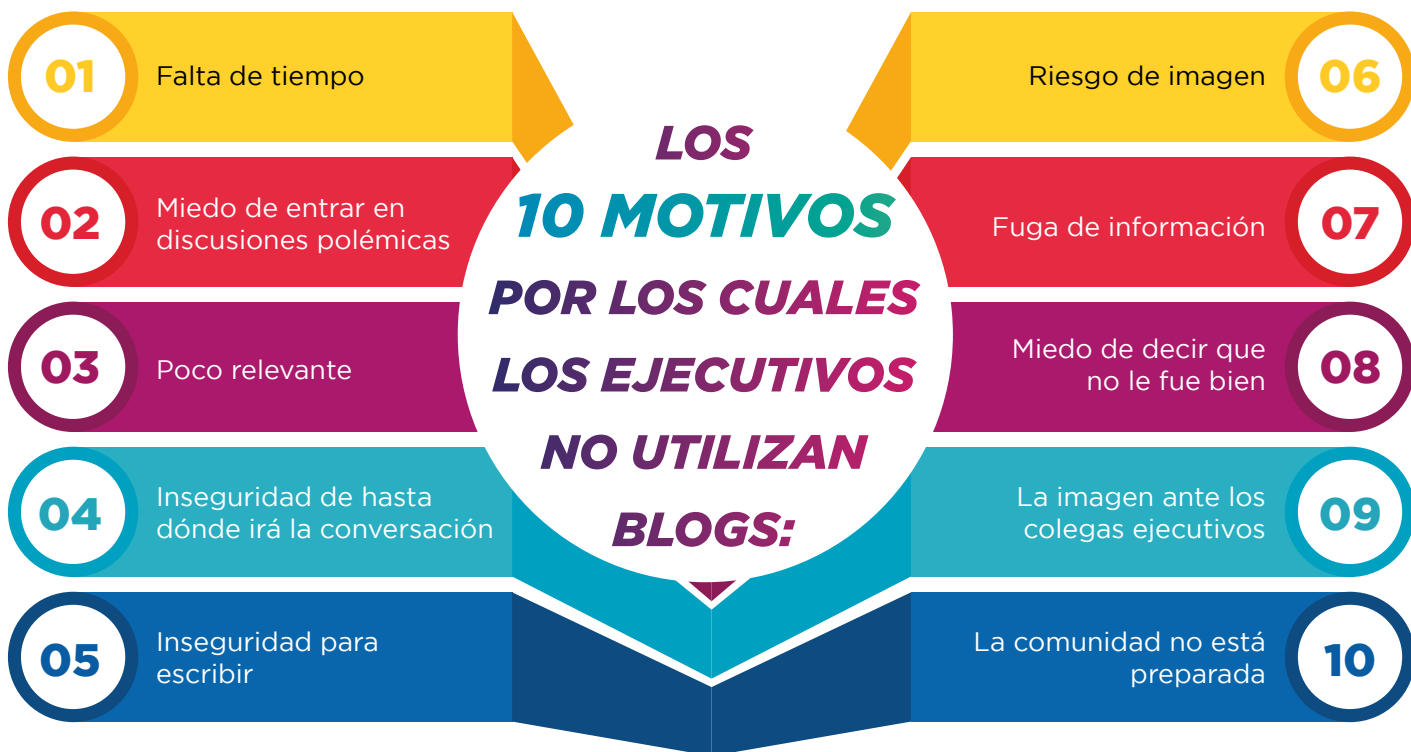 LOS
10 MOTIVOS
POR LOS CUALES
LOS EJECUTIVOS
NO UTILIZAN
BLOGS:
01
Falta de tiempo
02
Miedo de entrar en
discusiones polémicas
03
Poco relevante
04
Inseguridad de hasta
dónde irá la conversación
05
Inseguridad para
escribir
06
Riesgo de imagen
07
Fuga de información
08
Miedo de decir que
no le fue bien
09
La imagen ante los
colegas ejecutivos
10
La comunidad no está
preparada